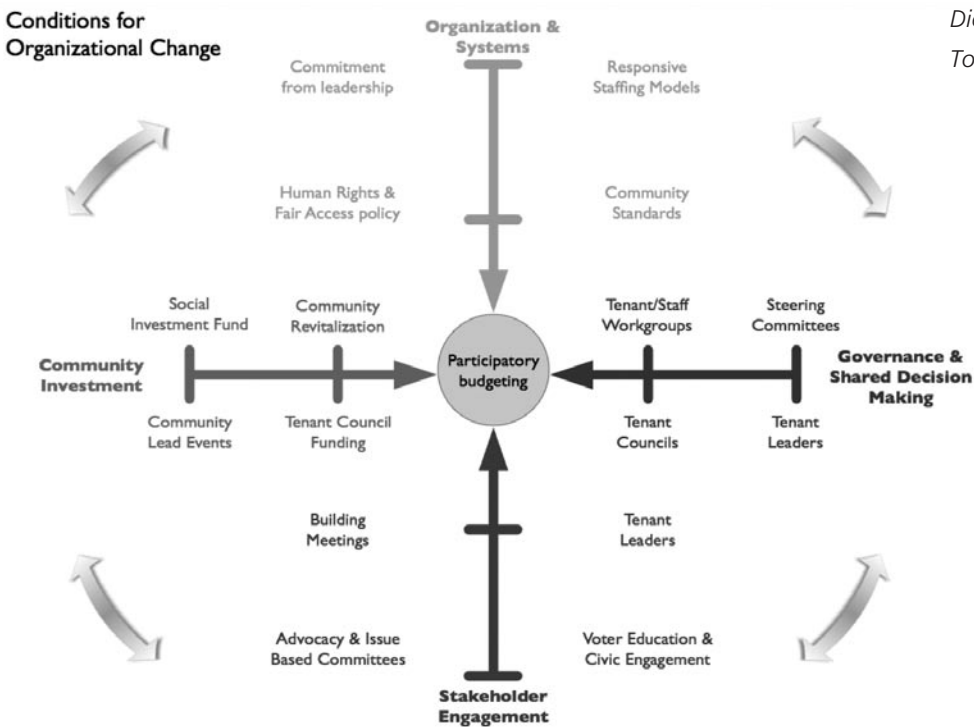 Conditions for
Organizational Change
Dia
To
Organization &
Systems
Commitment
from leadership
Responsive
Staffing Models
Human Rights &
Fair Access policy
Community
Standards
Social
Investment Fund
Community
Revitalization
Tenant/Staff
Workgroups
Steering
Committees
Community
Investment
Participatory
budgeting
Governance &
Shared Decision
Making
Community
Lead Events
Tenant Council
Funding
Tenant
Councils
Tenant
Leaders
Building
Meetings
Tenant
Leaders
Advocacy & Issue
Based Committees
Voter Education &
Civic Engagement
Stakeholder
Engagement